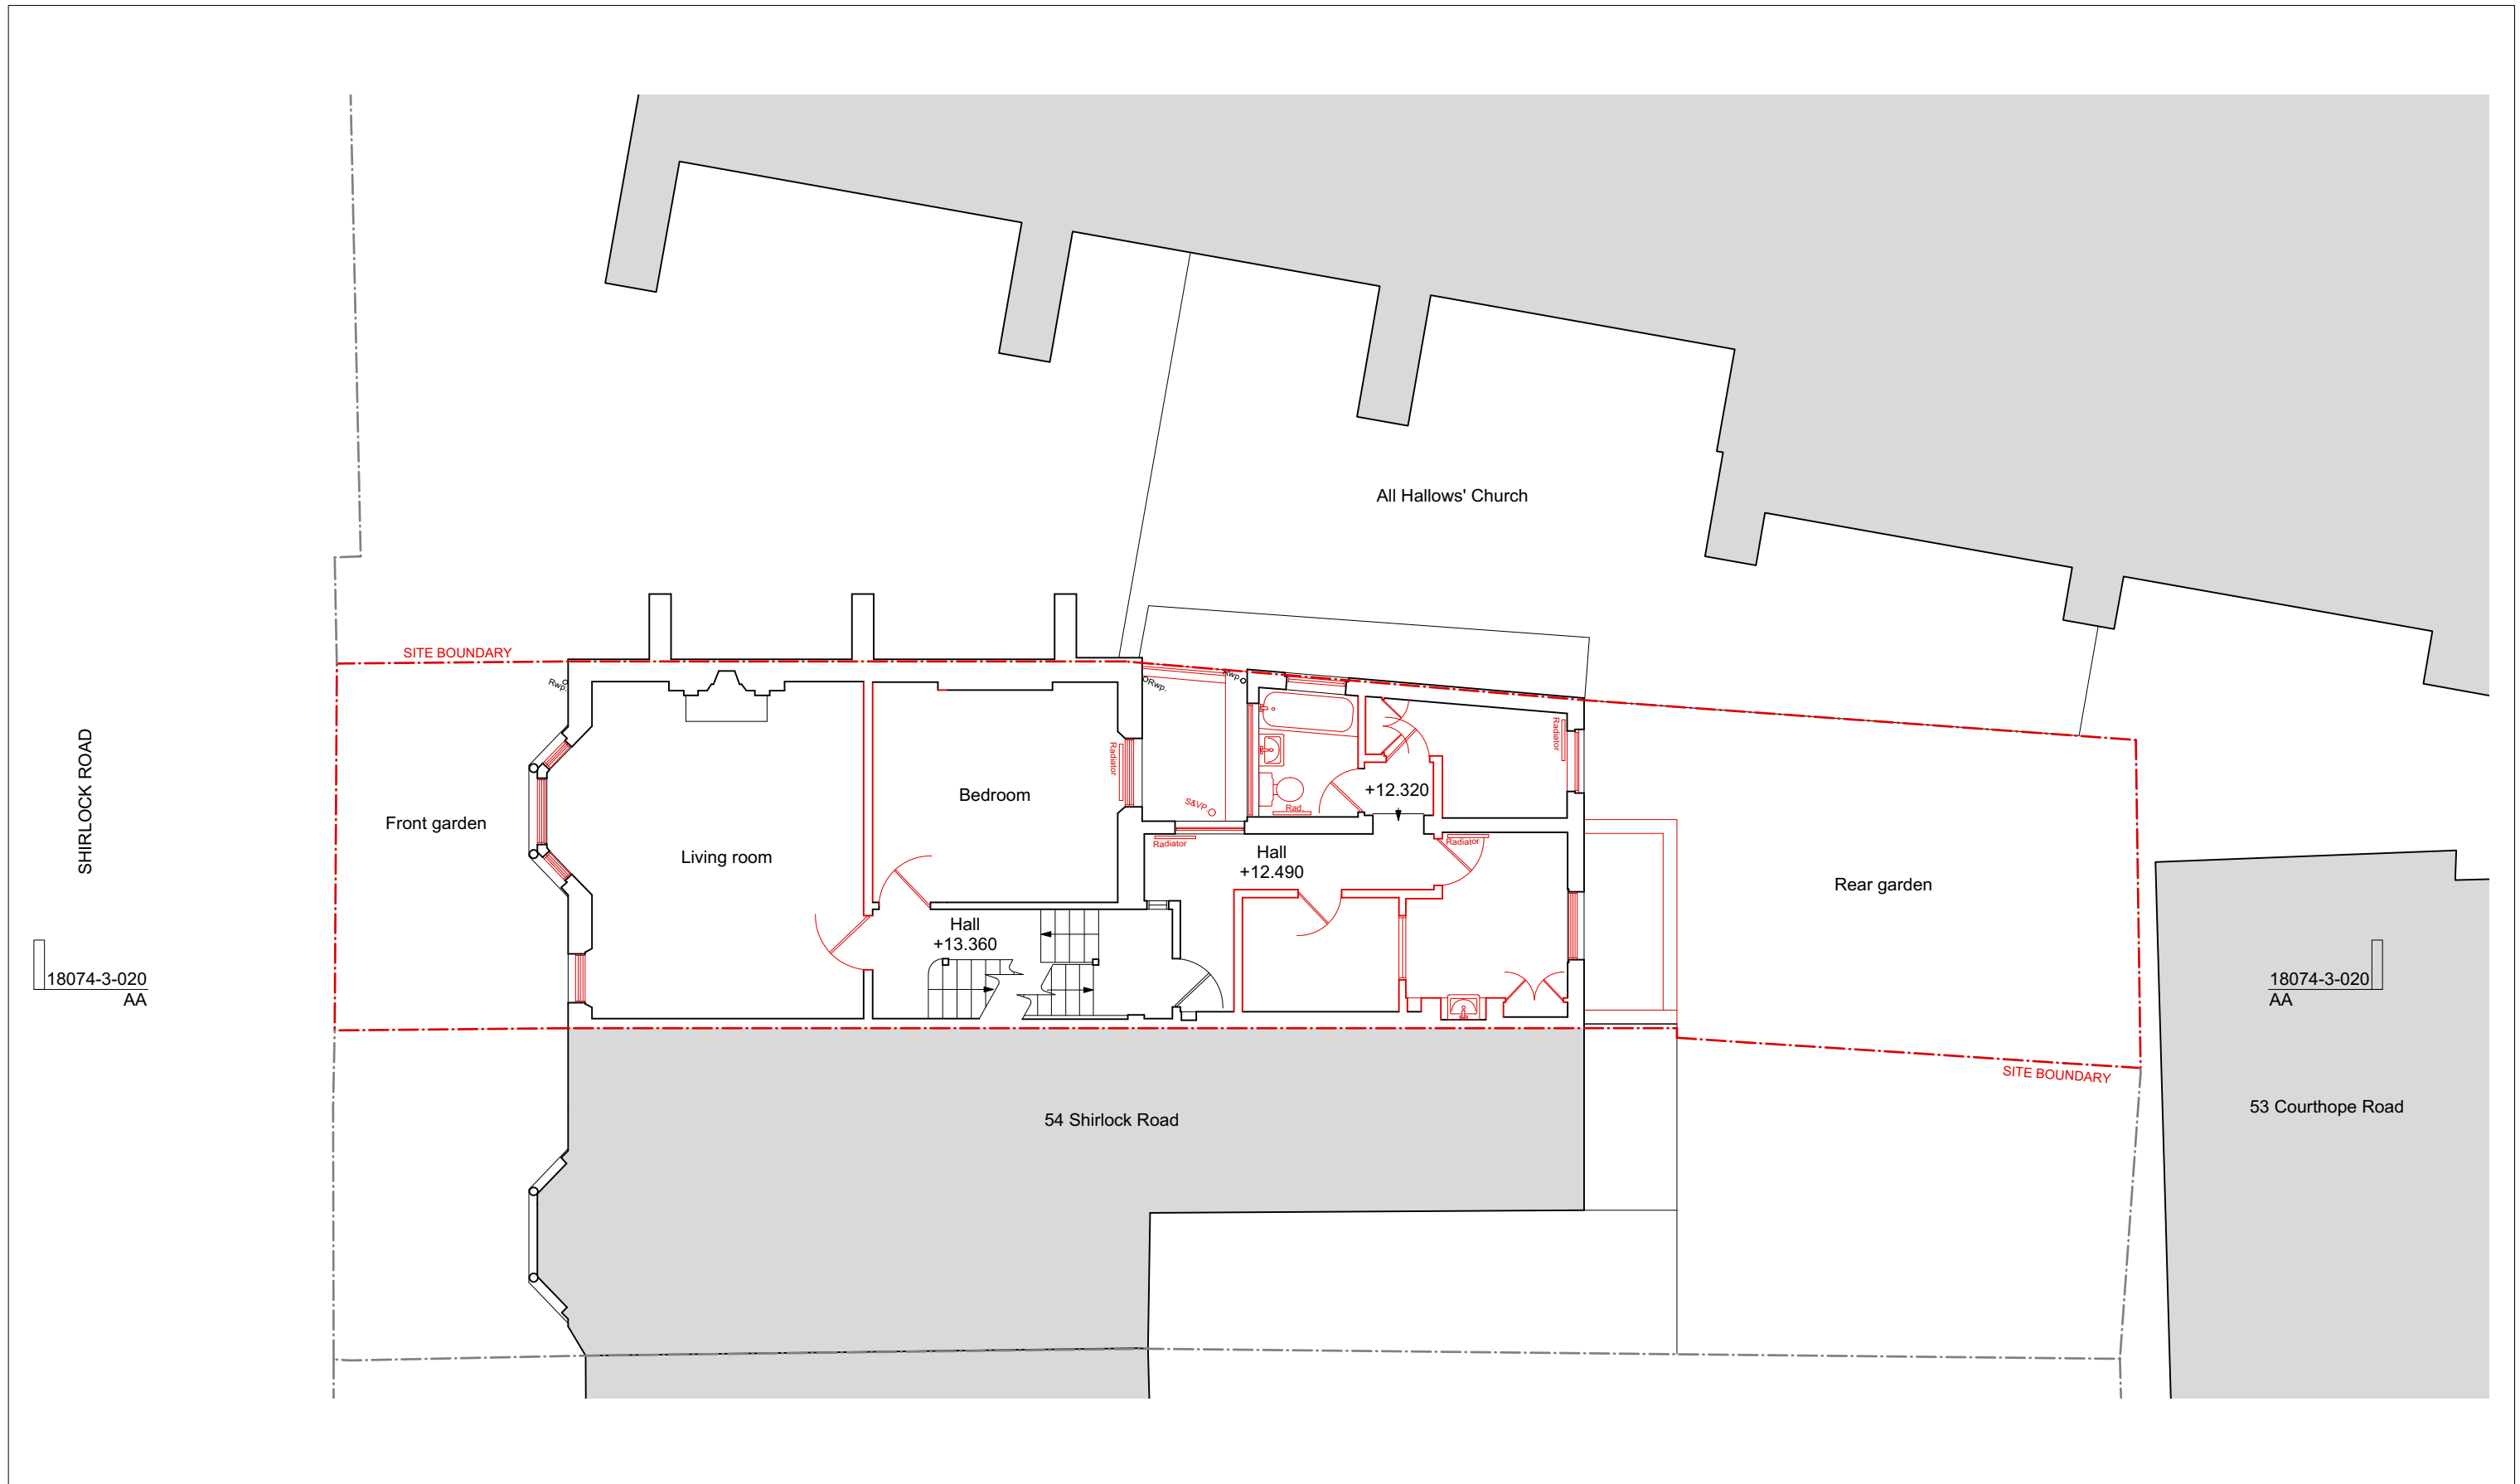 All Hallows' Church
SITE BOUNDARY
Rwp.
Rwp.
Rwp.
SHIRLOCK ROAD
Front garden
Living room
Bedroom
Radiator
S&VP.
Rad.
+12.320
Radiator
Radiator
Radiator
Hall
+12.490
Hall
+13.360
Rear garden
18074-3-020
AA
18074-3-020
AA
SITE BOUNDARY
54 Shirlock Road
53 Courthope Road